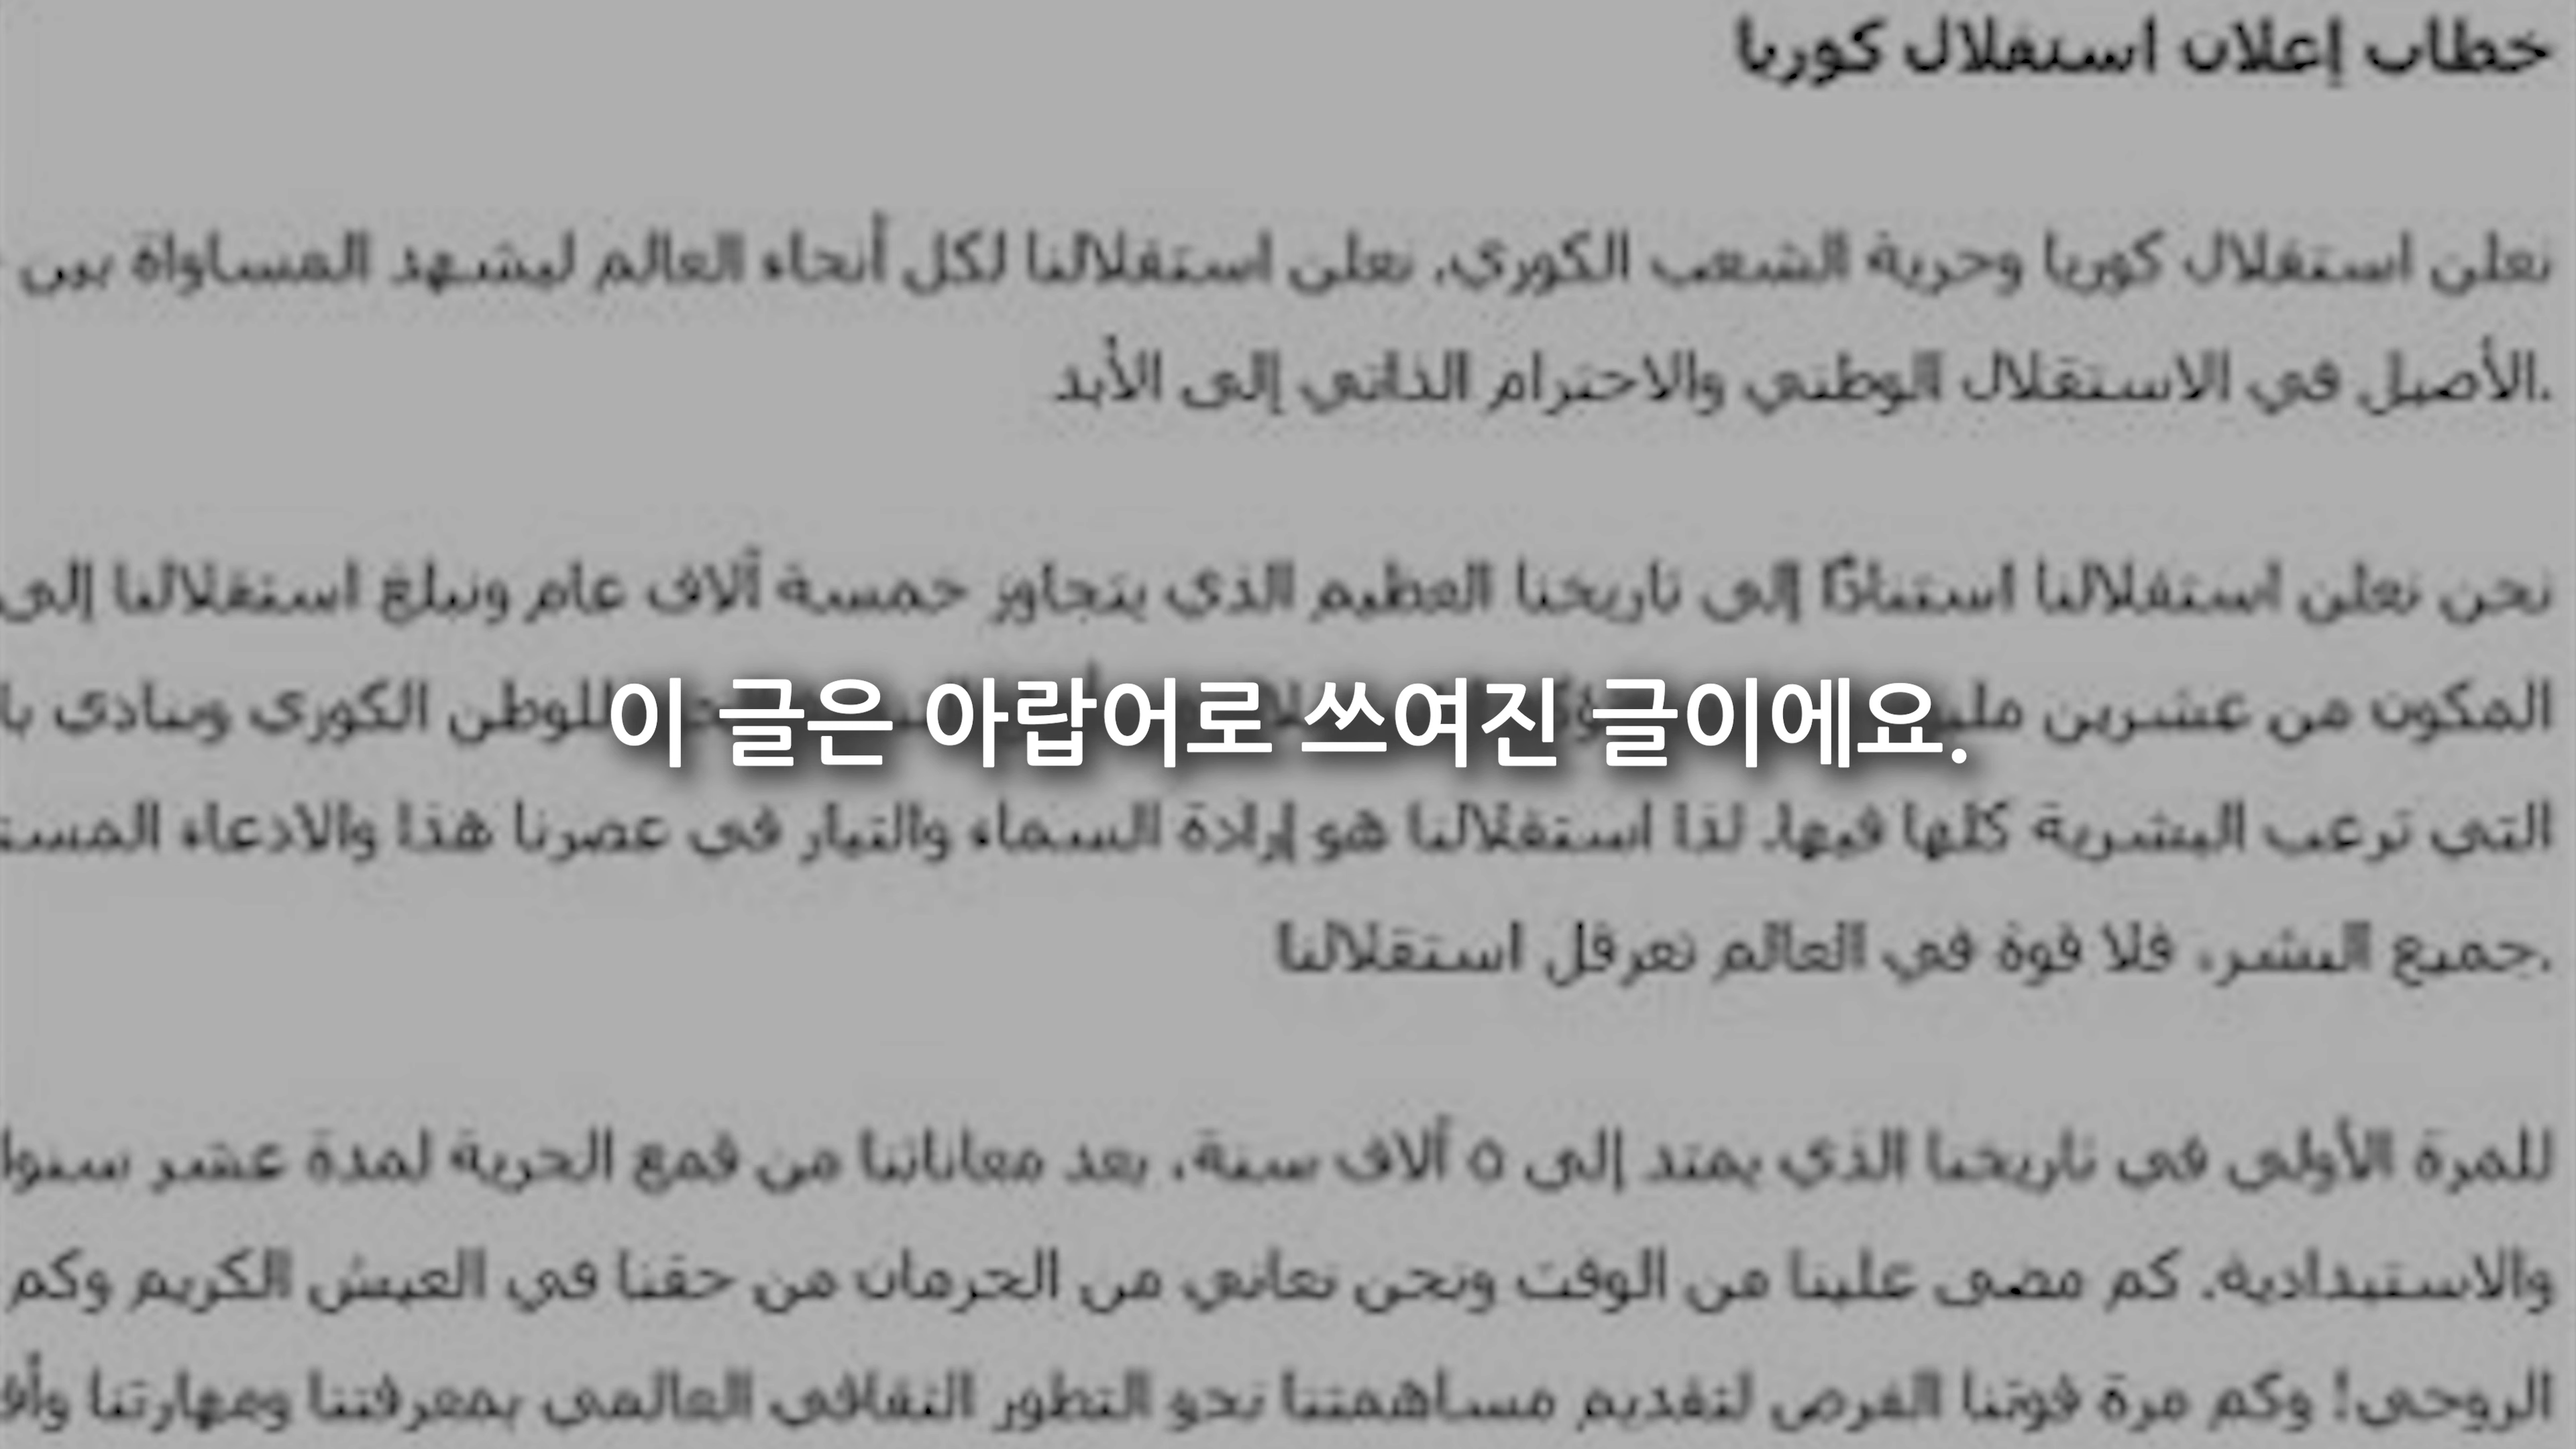 خطاب إعلان استقلال كوريا
نعلن استقلال كوريا وحرية الشعب الكوري. نعلن استقلالنا لكل أنحاء العالم ليشهد المساواة بين
الأصيل في الاستقلال الوطني والاحترام الذاتي إلى الأبد.
نحن نعلن استقلالنا استنادًا إلى تاريخنا العظيم الذي يتجاوز خمسة آلاف عام ونبلغ استقلالنا إلى
المكون من عشرين للوطن الكوري وينادي
이 글은 아랍어로 쓰여진 글이에요.
التي ترغب البشرية كلها فيها. لذا استقلالنا هو إرادة السماء والتيار في عصرنا هذا والادعاء
جميع البشر، فلا قوة في العالم تعرقل استقلالنا.
للمرة الأولى في تاريخنا الذي يمتد إلى ٥ آلاف سنة، بعد معاناتنا من قمع الحرية لمدة عشر
والاستبدادية. كم مضى علينا من الوقت ونحن نعاني من الحرمان من حقنا في العيش الكريم وكم
الروحي! وكم مرة فوتنا الفرص لتقديم مساهمتنا نحو التطور الثقافي العالمي بمعرفتنا ومهارتنا